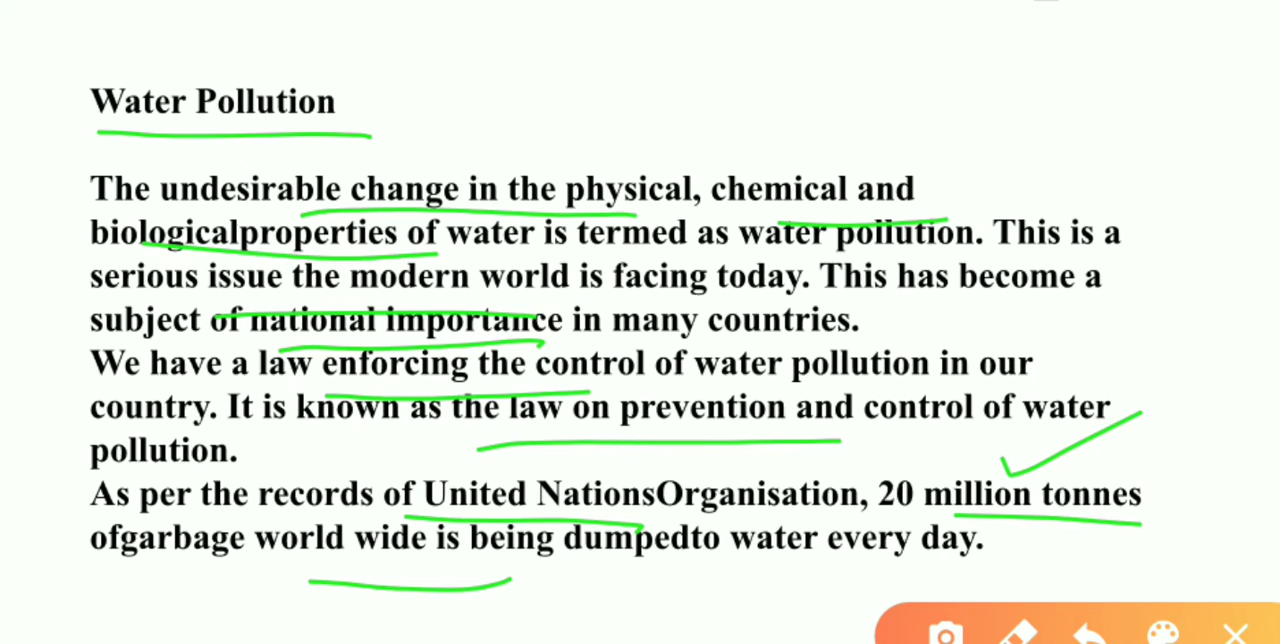 Water Pollution
The undesirable change in the physical, chemical and
biologicalproperties of water is termed as water pollution. This is a
serious issue the modern world is facing today. This has become a
subject of national importance in many countries.
We have a law enforcing the control of water pollution in our
country. It is known as the law on prevention and control of water
pollution.
As per the records of United NationsOrganisation, 20 million tonnes
ofgarbage world wide is being dumpedto water every day.